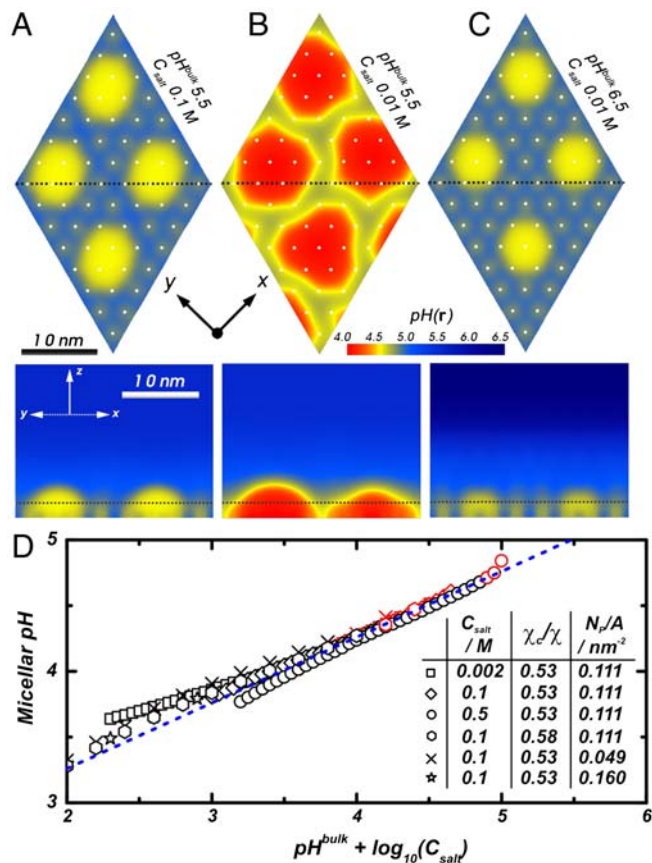 A
pH^bulk 5.5
C_salt 0.1 M
B
pH^bulk 5.5
C_salt 0.01 M
C
pH^bulk 6.5
C_salt 0.01 M
y
x
10 nm
pH(r)
4.0 4.5 5.0 5.5 6.0 6.5
z
10 nm
y x
D
Micellar pH
5
4
3
C_salt / M χ_c/χ N_P/A / nm^-2
□ 0.002 0.53 0.111
◇ 0.1 0.53 0.111
○ 0.5 0.53 0.111
⬡ 0.1 0.58 0.111
× 0.1 0.53 0.049
☆ 0.1 0.53 0.160
2 3 4 5 6
pH^bulk + log_10(C_salt)